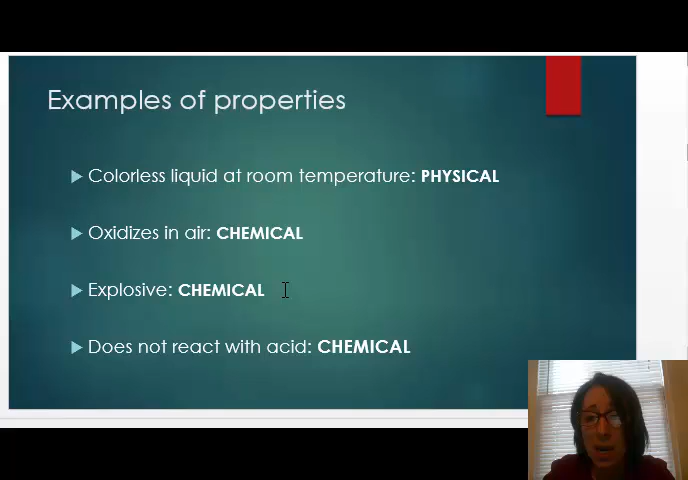 Examples of properties
Colorless liquid at room temperature: PHYSICAL
Oxidizes in air: CHEMICAL
Explosive: CHEMICAL
Does not react with acid: CHEMICAL